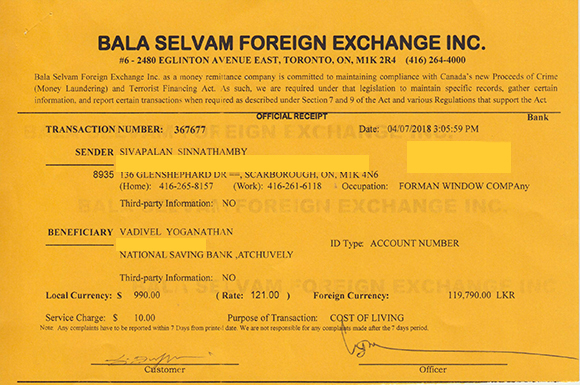 BALA SELVAM FOREIGN EXCHANGE INC.
#6 - 2480 EGLINTON AVENUE EAST, TORONTO, ON, M1K 2R4 (416) 264-4000
Bala Selvam Foreign Exchange Inc. as a money remittance company is committed to maintaining compliance with Canada's new Proceeds of Crime
(Money Laundering) and Terrorist Financing Act. As such, we are required under that legislation to maintain specific records, gather certain
information, and report certain transactions when required as described under Section 7 and 9 of the Act and various Regulations that support the Act.
OFFICIAL RECEIPT Bank
TRANSACTION NUMBER: 367677 Date: 04/07/2018 3:05:59 PM
SENDER SIVAPALAN SINNATHAMBY
8935 136 GLENSHEPHARD DR ==, SCARBOROUGH, ON, M1K 4N6
(Home): 416-265-8157 (Work): 416-261-6118 Occupation: FORMAN WINDOW COMPAny
Third-party Information: NO
BALA SELVAM FOREIGN EXCHANGE INC.
BENEFICIARY VADIVEL YOGANATHAN
ID Type: ACCOUNT NUMBER
NATIONAL SAVING BANK ,ATCHUVELY
Third-party Information: NO
Local Currency: $ 990.00 ( Rate: 121.00 ) Foreign Currency: 119,790.00 LKR
Service Charge: $ 10.00 Purpose of Transaction: COST OF LIVING
Note: Any complaints have to be reported within 7 Days from printed date. We are not responsible for any complaints made after the 7 days period.
Customer Officer